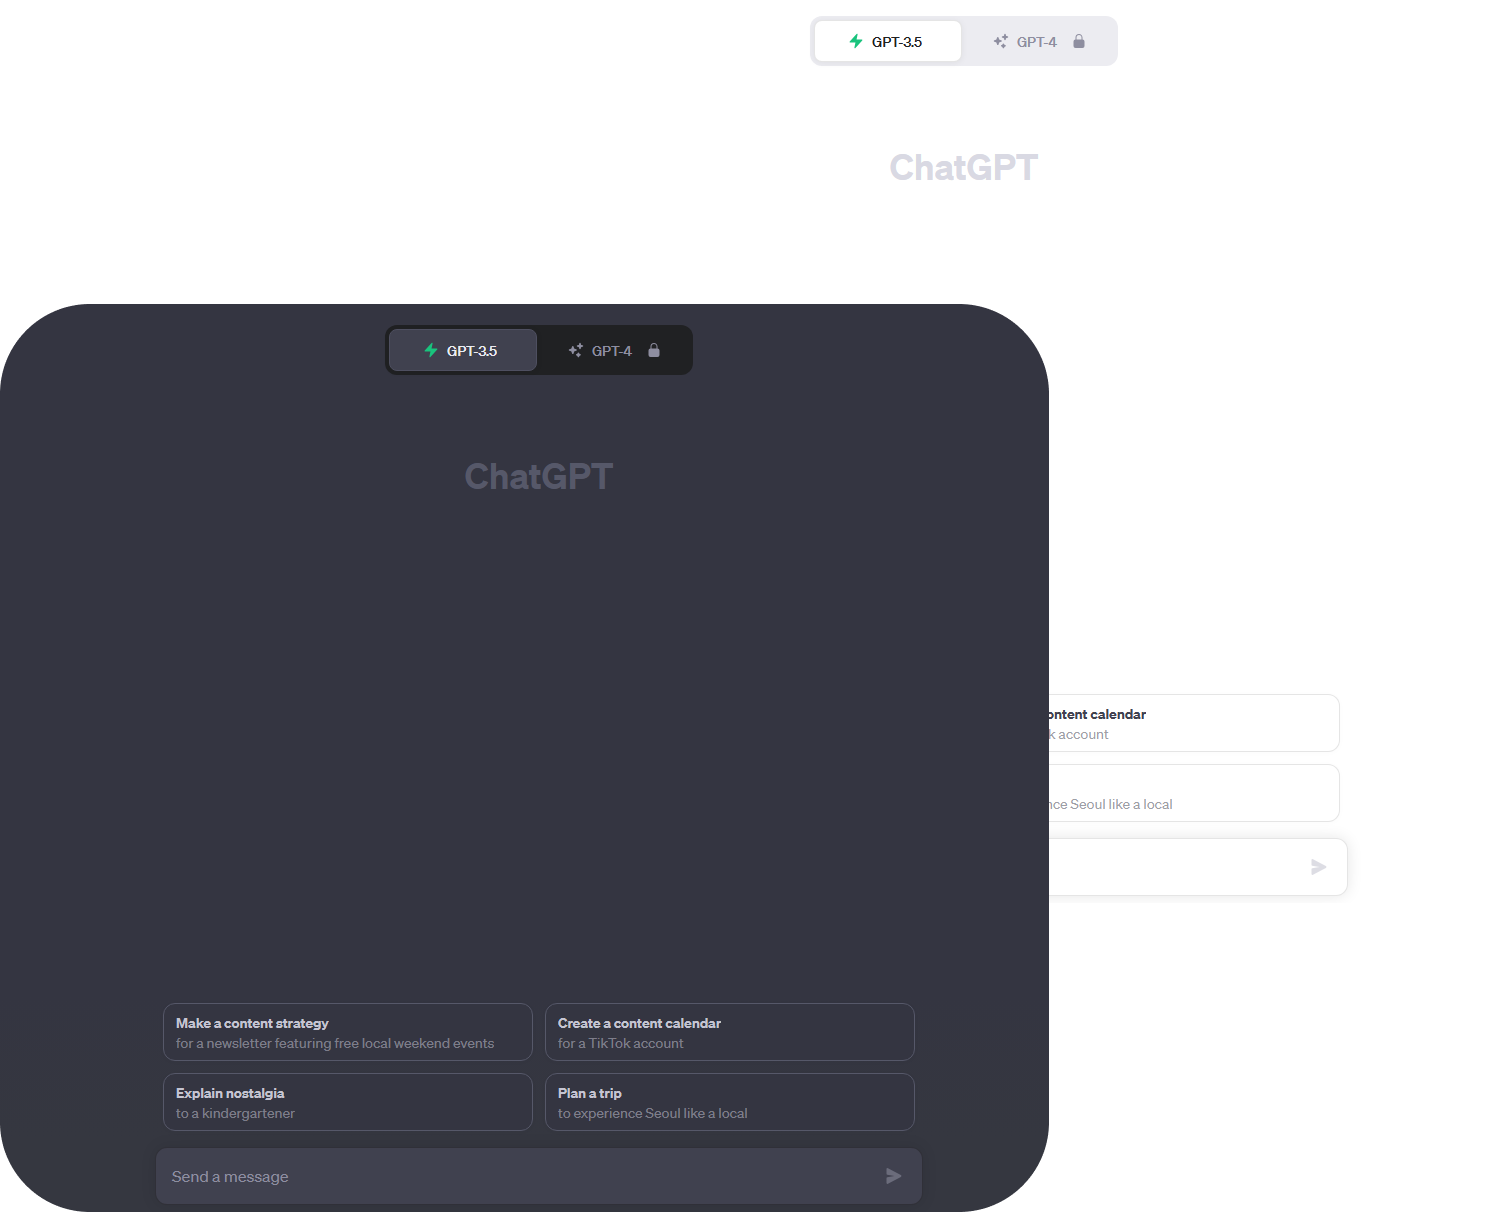 GPT-3.5 GPT-4
ChatGPT
GPT-3.5 GPT-4
ChatGPT
ontent calendar
k account
nce Seoul like a local
Make a content strategy
for a newsletter featuring free local weekend events
Create a content calendar
for a TikTok account
Explain nostalgia
to a kindergartener
Plan a trip
to experience Seoul like a local
Send a message